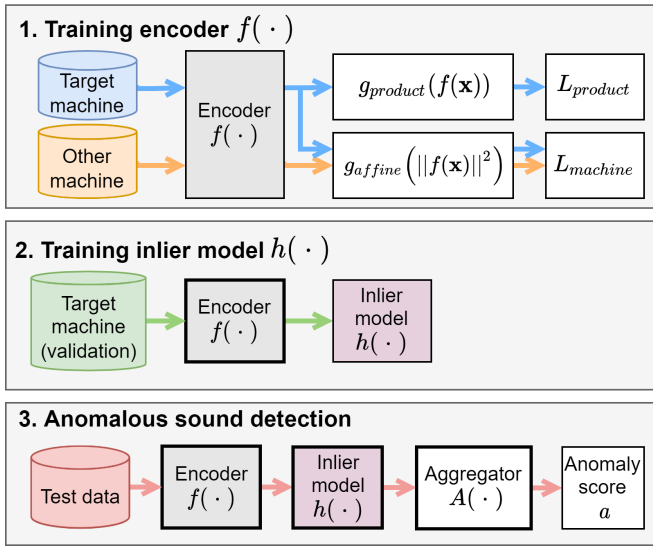 1. Training encoder f(·)
Target
machine
Other
machine
Encoder
f(·)
g_product(f(x))
L_product
g_affine(||f(x)||²)
L_machine
2. Training inlier model h(·)
Target
machine
(validation)
Encoder
f(·)
Inlier
model
h(·)
3. Anomalous sound detection
Test data
Encoder
f(·)
Inlier
model
h(·)
Aggregator
A(·)
Anomaly
score
a